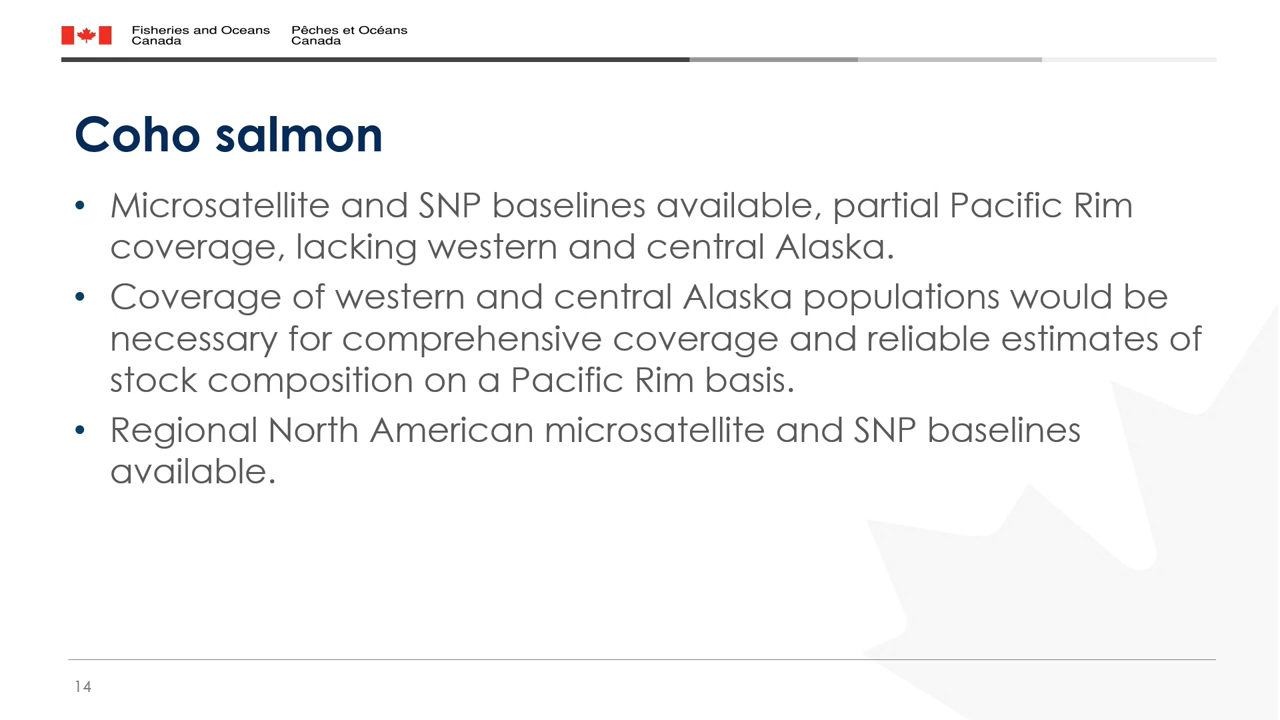 Fisheries and Oceans
Canada
Pêches et Océans
Canada
Coho salmon
• Microsatellite and SNP baselines available, partial Pacific Rim
coverage, lacking western and central Alaska.
• Coverage of western and central Alaska populations would be
necessary for comprehensive coverage and reliable estimates of
stock composition on a Pacific Rim basis.
• Regional North American microsatellite and SNP baselines
available.
14